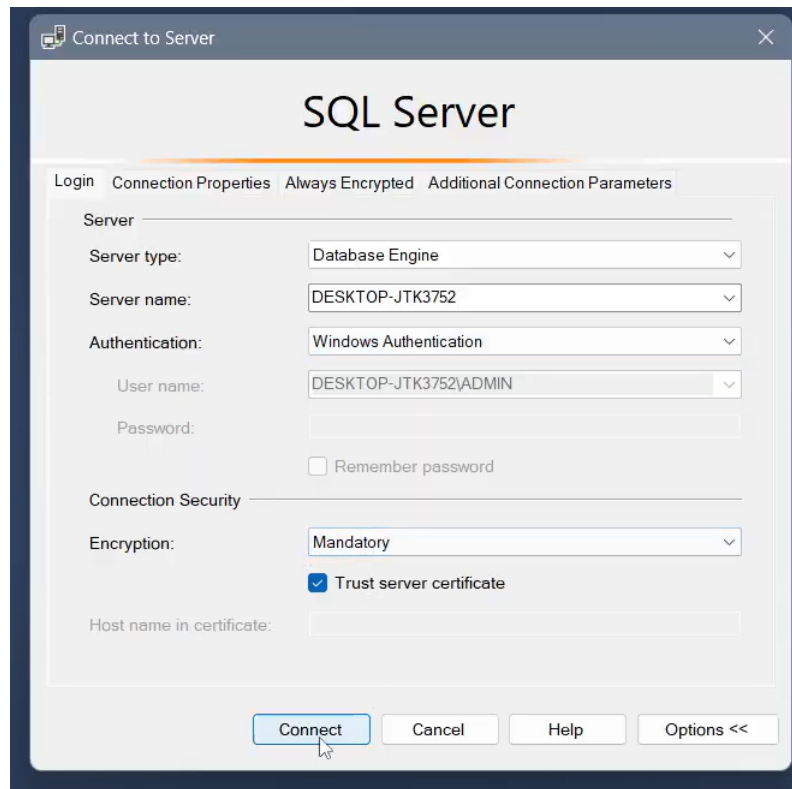 Connect to Server
SQL Server
Login Connection Properties Always Encrypted Additional Connection Parameters
Server
Server type: Database Engine
Server name: DESKTOP-JTK3752
Authentication: Windows Authentication
User name: DESKTOP-JTK3752\ADMIN
Password:
Remember password
Connection Security
Encryption: Mandatory
Trust server certificate
Host name in certificate:
Connect Cancel Help Options <<